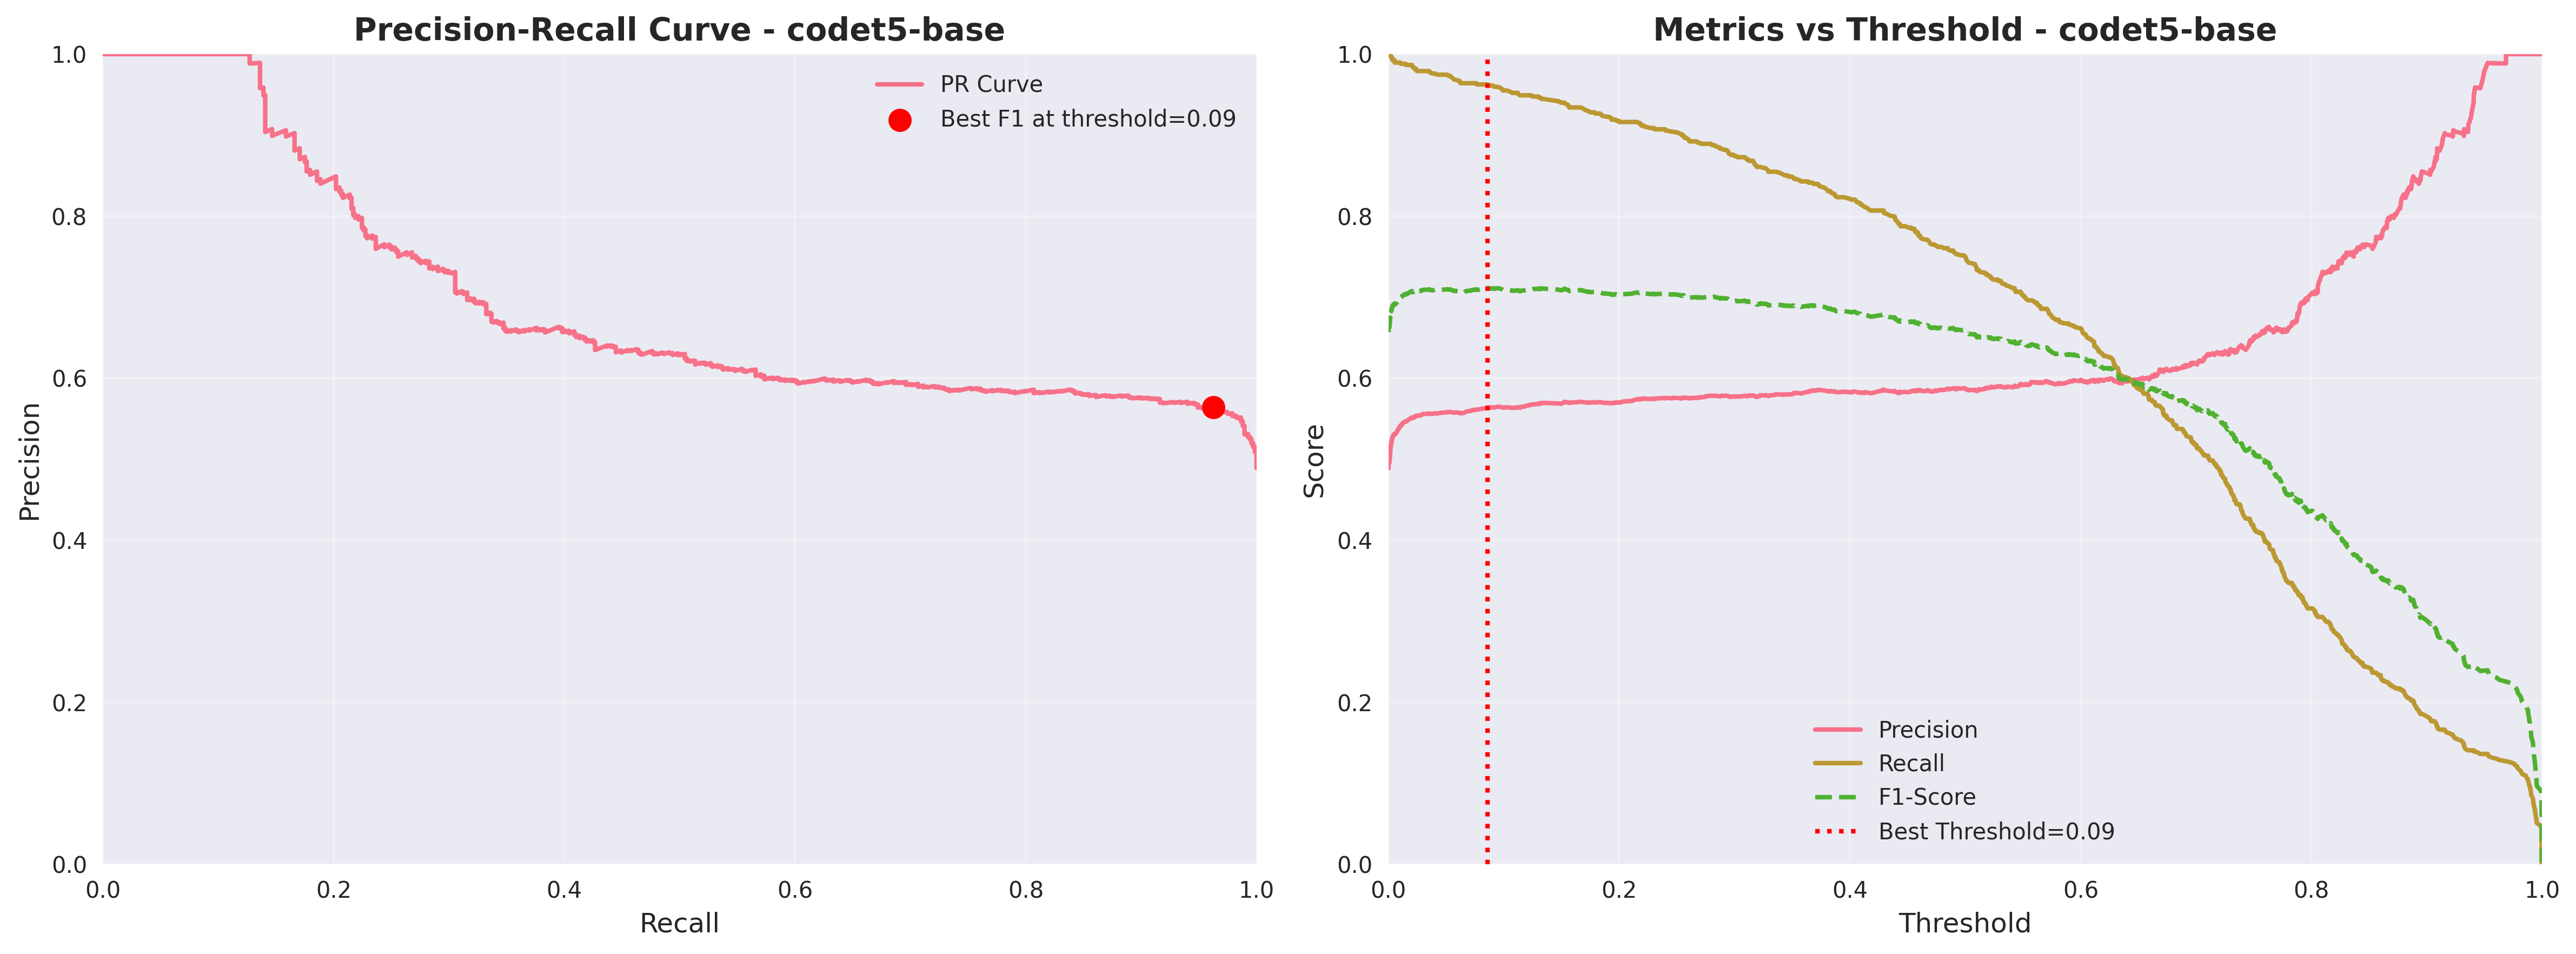 Precision-Recall Curve - codet5-base
1.0
0.8
0.6
0.4
0.2
0.0
Precision
PR Curve
Best F1 at threshold=0.09
0.0 0.2 0.4 0.6 0.8 1.0
Recall
Metrics vs Threshold - codet5-base
1.0
0.8
0.6
0.4
0.2
0.0
Score
Precision
Recall
F1-Score
Best Threshold=0.09
0.0 0.2 0.4 0.6 0.8 1.0
Threshold